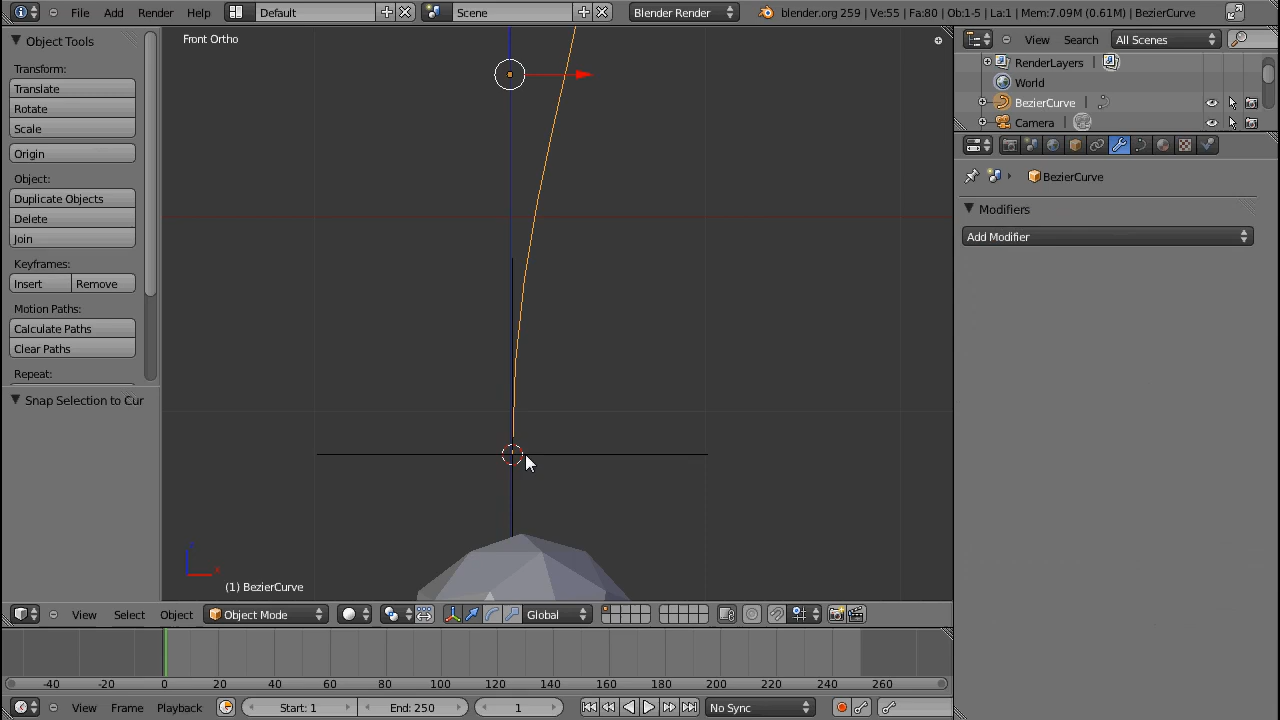 File Add Render Help Default Scene Blender Render blender.org 259 | Ve:55 | Fa:80 | Ob:1-5 | La:1 | Mem:7.09M (0.61M) | BezierCurve
Object Tools
Transform:
Translate
Rotate
Scale
Origin
Object:
Duplicate Objects
Delete
Join
Keyframes:
Insert Remove
Motion Paths:
Calculate Paths
Clear Paths
Repeat:
Snap Selection to Cur
Front Ortho
x
(1) BezierCurve
View Search All Scenes
RenderLayers
World
BezierCurve
Camera
BezierCurve
Modifiers
Add Modifier
View Select Object Object Mode Global
-40 -20 0 20 40 60 80 100 120 140 160 180 200 220 240 260
View Frame Playback Start: 1 End: 250 1 No Sync